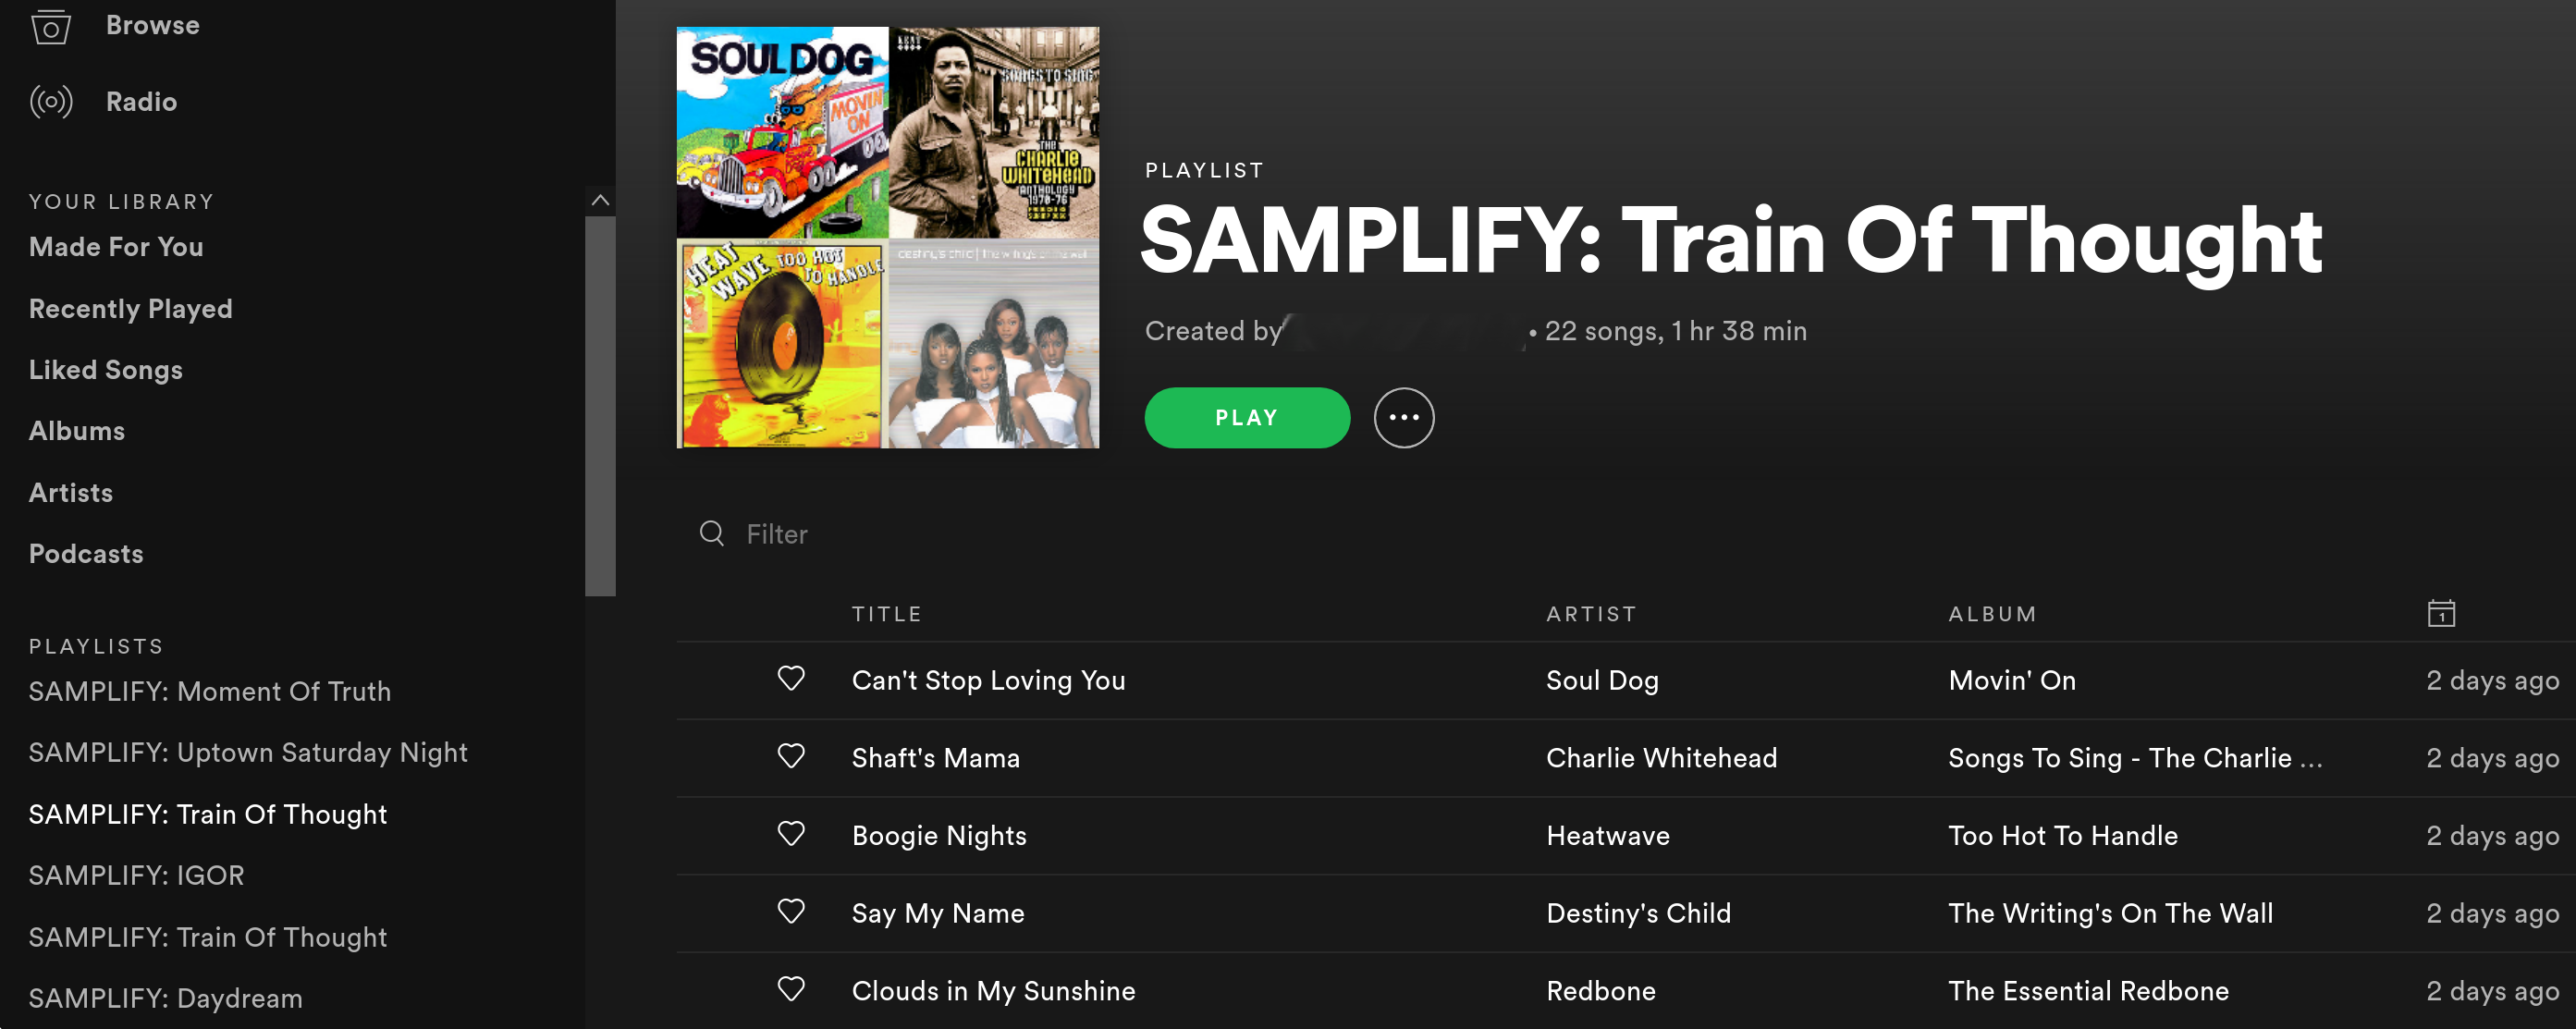 Browse
Radio
YOUR LIBRARY
Made For You
Recently Played
Liked Songs
Albums
Artists
Podcasts
PLAYLISTS
SAMPLIFY: Moment Of Truth
SAMPLIFY: Uptown Saturday Night
SAMPLIFY: Train Of Thought
SAMPLIFY: IGOR
SAMPLIFY: Train Of Thought
SAMPLIFY: Daydream
SOUL DOG
MOVIN' ON
SONGS TO SING
THE
CHARLIE
WHITEHEAD
ANTHOLOGY
1970-76
HEAT WAVE TOO HOT TO HANDLE
destiny's child | the writing's on the wall
PLAYLIST
SAMPLIFY: Train Of Thought
Created by • 22 songs, 1 hr 38 min
PLAY
Filter
TITLE ARTIST ALBUM 1
Can't Stop Loving You Soul Dog Movin' On 2 days ago
Shaft's Mama Charlie Whitehead Songs To Sing - The Charlie ... 2 days ago
Boogie Nights Heatwave Too Hot To Handle 2 days ago
Say My Name Destiny's Child The Writing's On The Wall 2 days ago
Clouds in My Sunshine Redbone The Essential Redbone 2 days ago